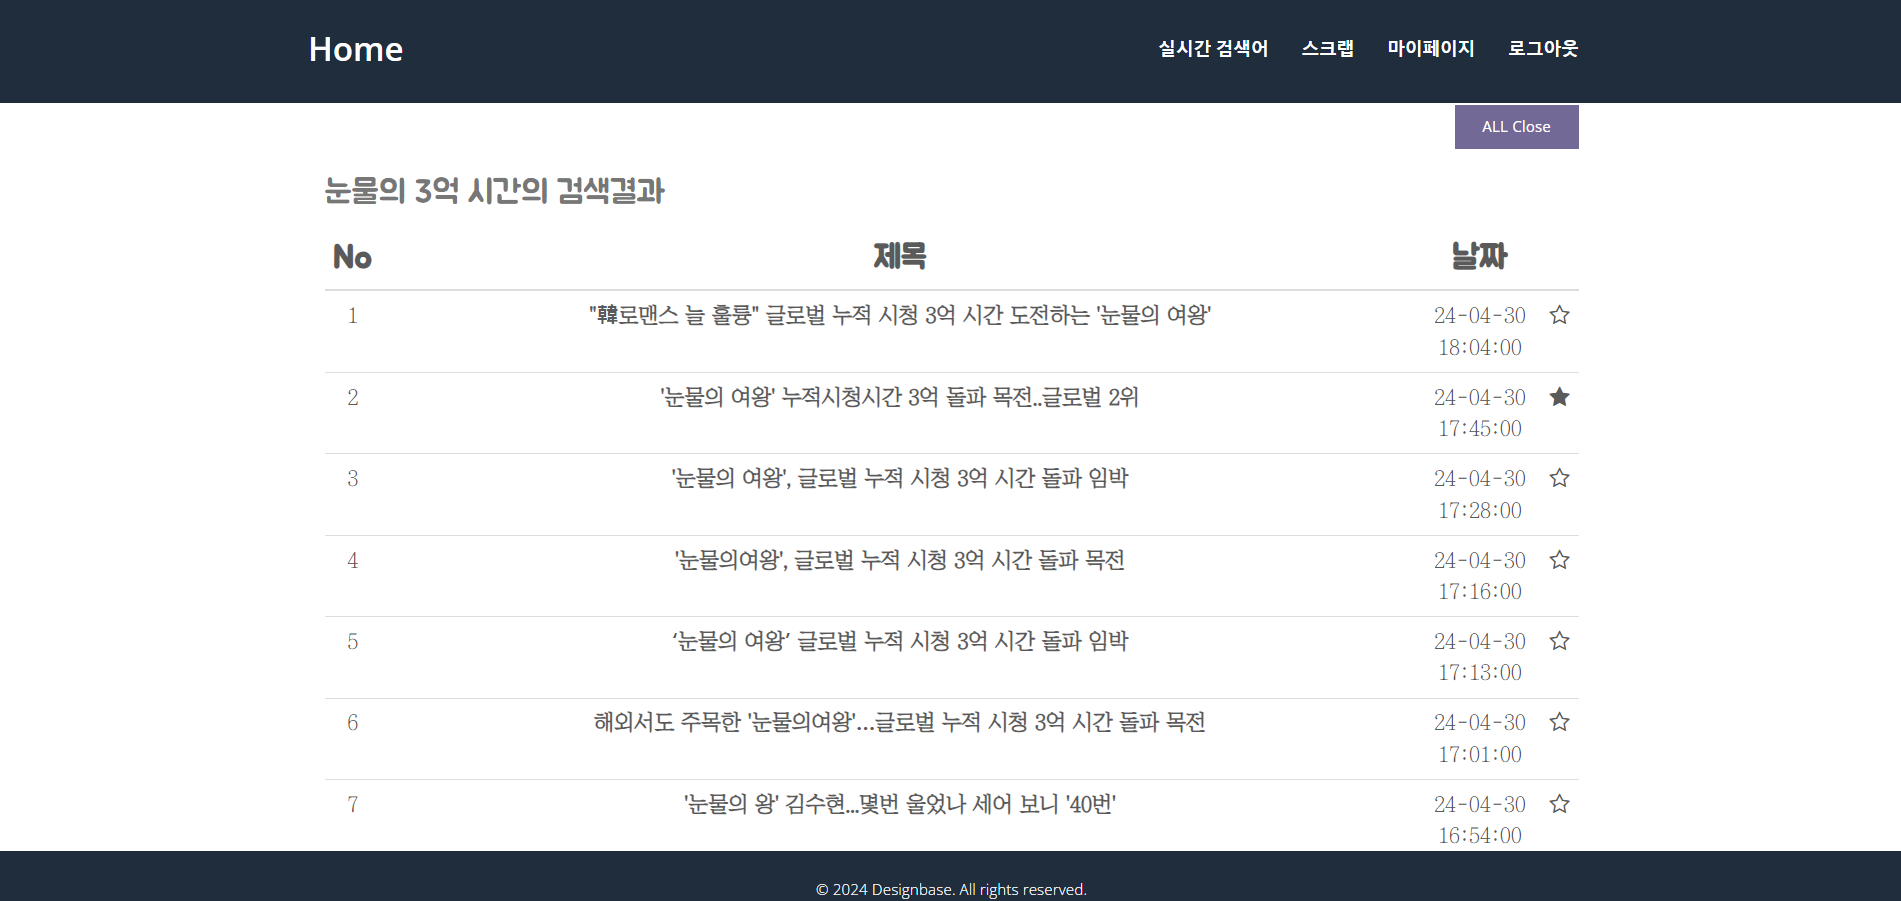 Home 실시간 검색어 스크랩 마이페이지 로그아웃
ALL Close
눈물의 3억 시간의 검색결과
No 제목 날짜
1 "韓로맨스 늘 훌륭" 글로벌 누적 시청 3억 시간 도전하는 '눈물의 여왕' 24-04-30
18:04:00
2 '눈물의 여왕' 누적시청시간 3억 돌파 목전..글로벌 2위 24-04-30
17:45:00
3 '눈물의 여왕', 글로벌 누적 시청 3억 시간 돌파 임박 24-04-30
17:28:00
4 '눈물의여왕', 글로벌 누적 시청 3억 시간 돌파 목전 24-04-30
17:16:00
5 ‘눈물의 여왕’ 글로벌 누적 시청 3억 시간 돌파 임박 24-04-30
17:13:00
6 해외서도 주목한 '눈물의여왕'…글로벌 누적 시청 3억 시간 돌파 목전 24-04-30
17:01:00
7 '눈물의 왕' 김수현...몇번 울었나 세어 보니 '40번' 24-04-30
16:54:00
© 2024 Designbase. All rights reserved.